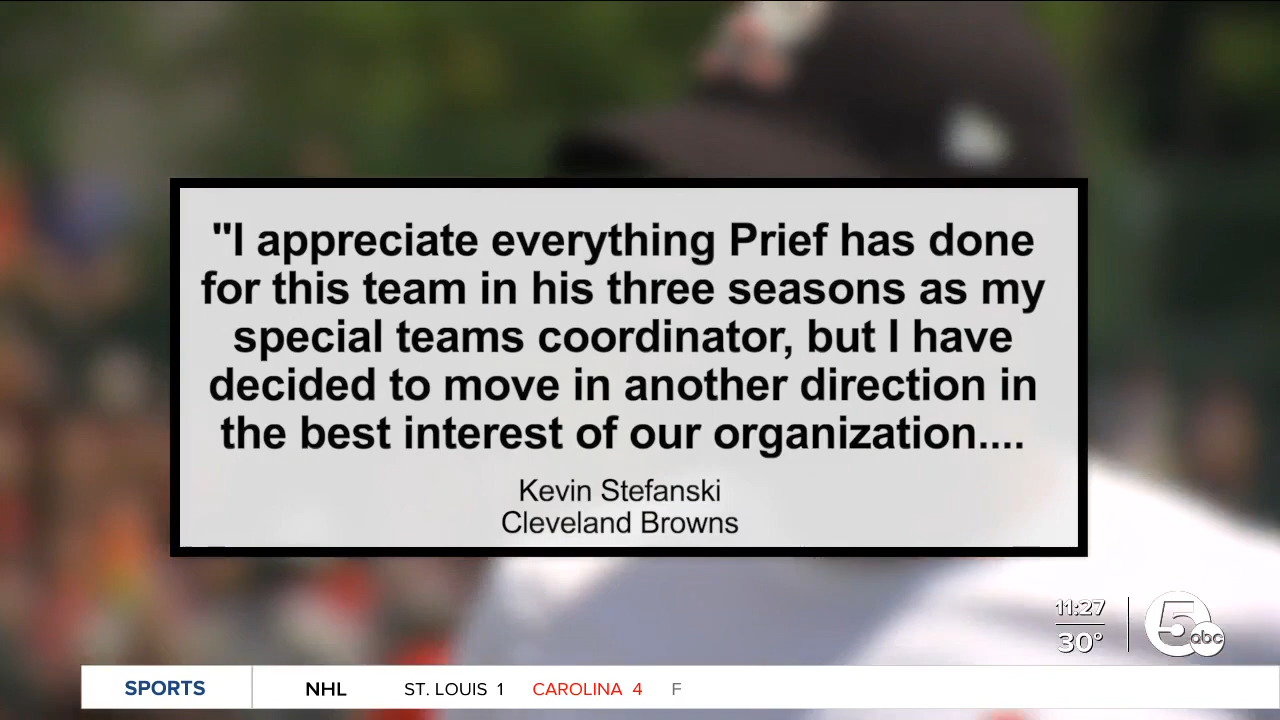 "I appreciate everything Prief has done
for this team in his three seasons as my
special teams coordinator, but I have
decided to move in another direction in
the best interest of our organization....
Kevin Stefanski
Cleveland Browns
11:27
30°
5
abc
SPORTS NHL ST. LOUIS 1 CAROLINA 4 F